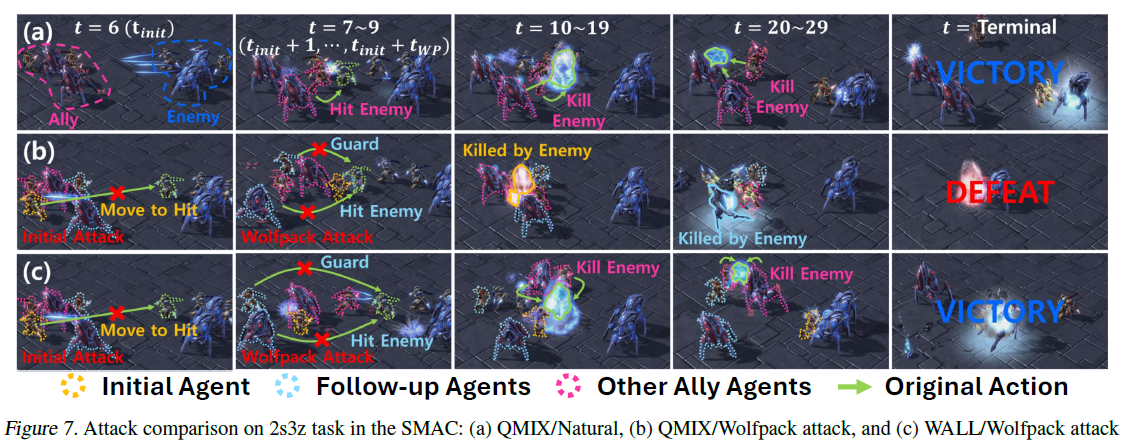 (a) t = 6 (t_init)
t = 7~9
(t_init + 1, ⋯, t_init + t_WP)
t = 10~19
t = 20~29
t = Terminal
Ally
Enemy
Hit Enemy
Kill
Enemy
Kill
Enemy
VICTORY
(b)
Move to Hit
Initial Attack
Guard
Hit Enemy
Wolfpack Attack
Killed by Enemy
Killed by Enemy
DEFEAT
(c)
Move to Hit
Initial Attack
Guard
Hit Enemy
Wolfpack Attack
Kill Enemy
Kill Enemy
VICTORY
Initial Agent Follow-up Agents Other Ally Agents Original Action
Figure 7. Attack comparison on 2s3z task in the SMAC: (a) QMIX/Natural, (b) QMIX/Wolfpack attack, and (c) WALL/Wolfpack attack